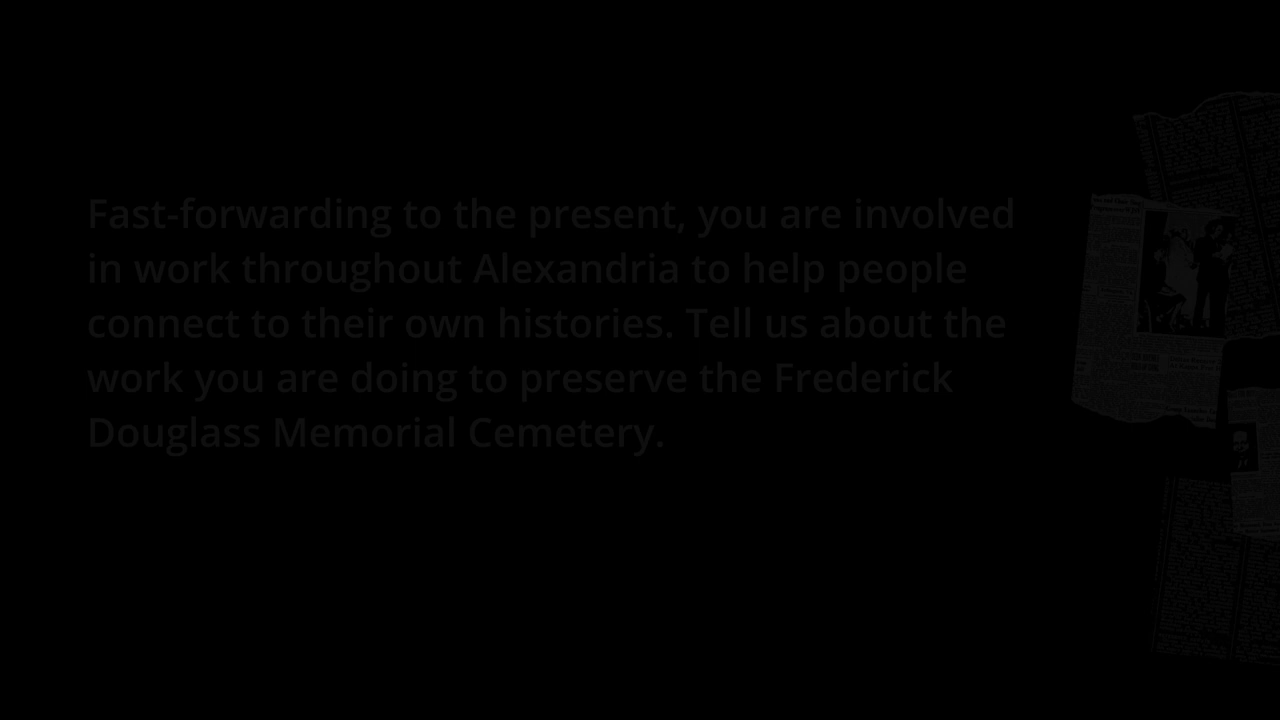 Fast-forwarding to the present, you are involved
in work throughout Alexandria to help people
connect to their own histories. Tell us about the
work you are doing to preserve the Frederick
Douglass Memorial Cemetery.